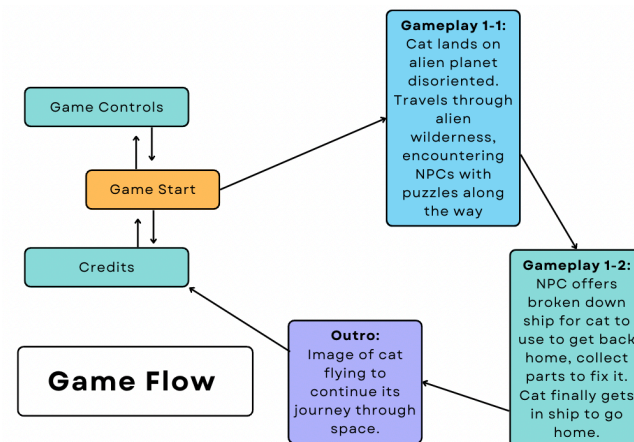 Game Controls
Game Start
Credits
Gameplay 1-1:
Cat lands on
alien planet
disoriented.
Travels through
alien
wilderness,
encountering
NPCs with
puzzles along
the way
Gameplay 1-2:
NPC offers
broken down
ship for cat to
use to get back
home, collect
parts to fix it.
Cat finally gets
in ship to go
home.
Outro:
Image of cat
flying to
continue its
journey through
space.
Game Flow